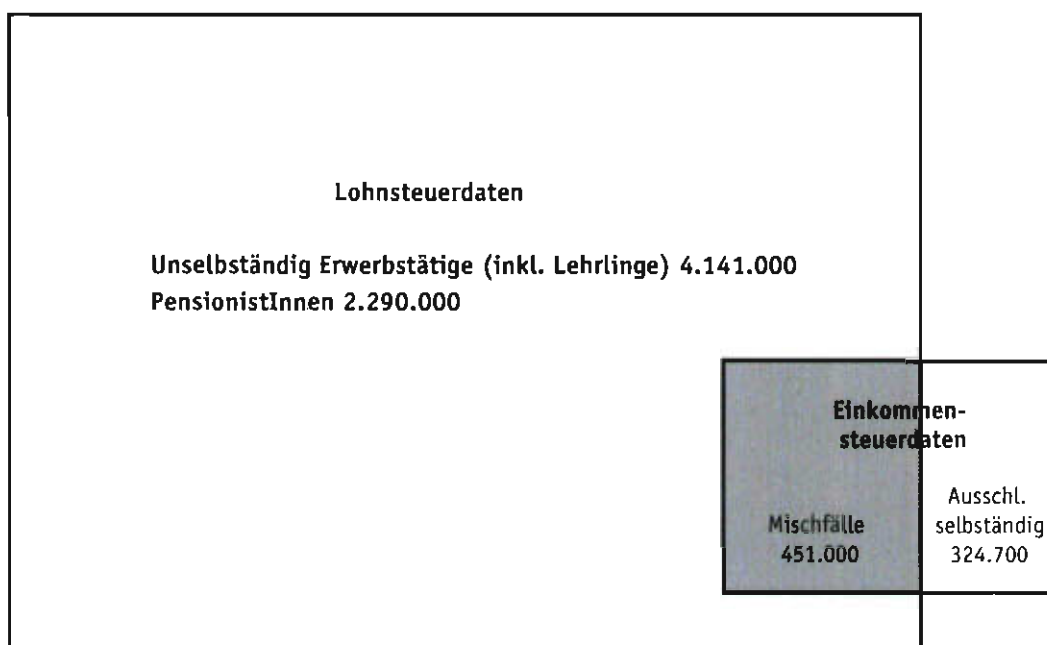 Lohnsteuerdaten
Unselbständig Erwerbstätige (inkl. Lehrlinge) 4.141.000
PensionistInnen 2.290.000
Einkommen-
steuerdaten
Mischfälle
451.000
Ausschl.
selbständig
324.700